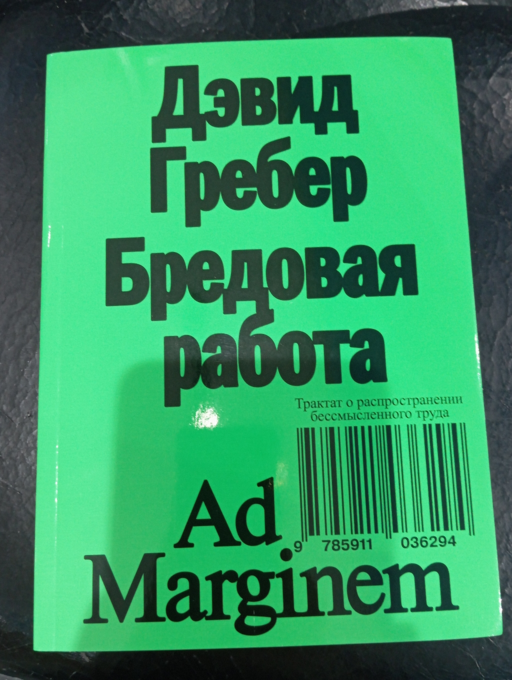 Дэвид
Гребер
Бредовая
работа
Трактат о распространении
бессмысленного труда
9 785911 036294
Ad
Marginem